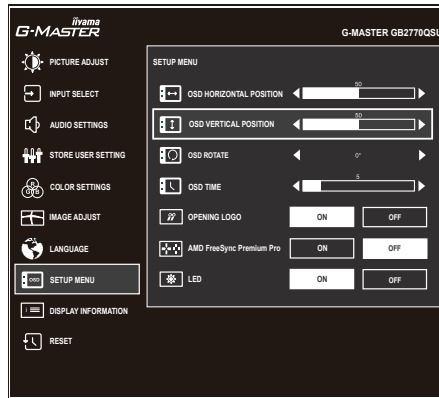 iiyama
G-MASTER
G-MASTER GB2770QSU
PICTURE ADJUST
INPUT SELECT
AUDIO SETTINGS
STORE USER SETTING
COLOR SETTINGS
IMAGE ADJUST
LANGUAGE
OSD SETUP MENU
DISPLAY INFORMATION
RESET
SETUP MENU
OSD HORIZONTAL POSITION 50
OSD VERTICAL POSITION 50
OSD ROTATE 0°
OSD TIME 5
OPENING LOGO ON OFF
AMD FreeSync Premium Pro ON OFF
LED ON OFF